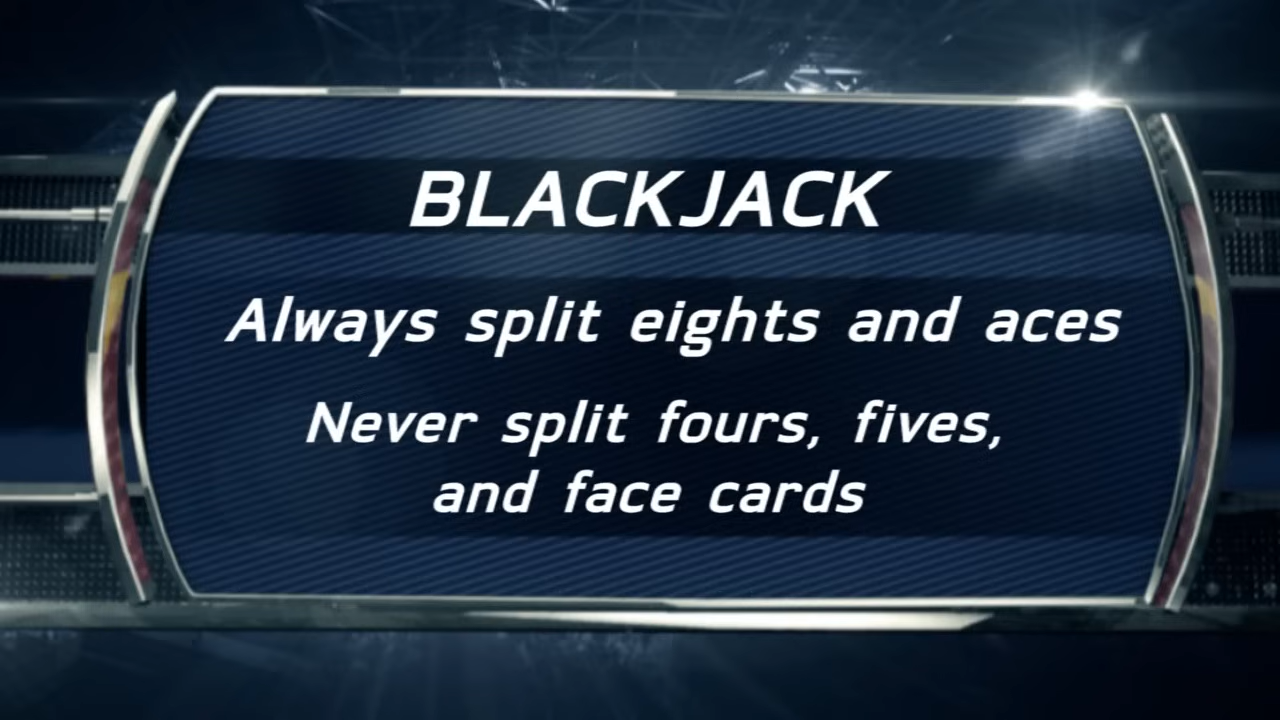 BLACKJACK
Always split eights and aces
Never split fours, fives,
and face cards